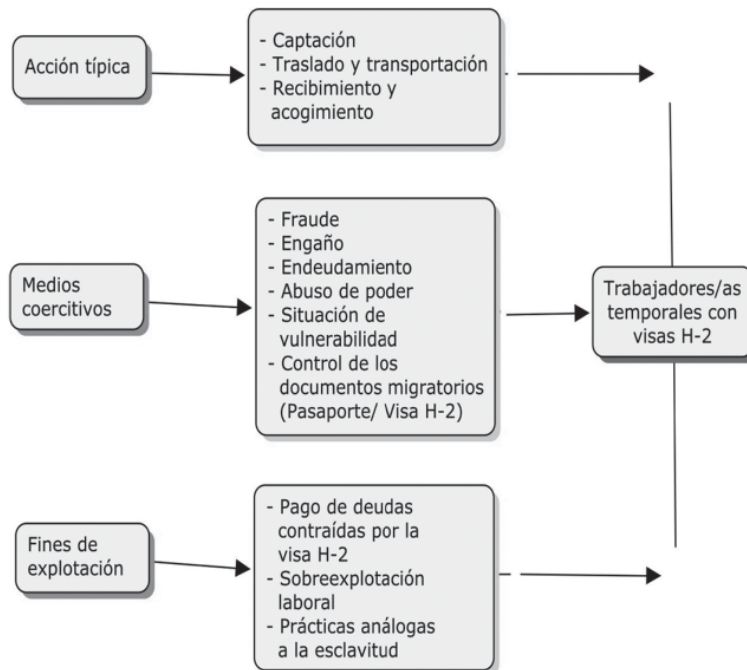 Acción típica
- Captación
- Traslado y transportación
- Recibimiento y
acogimiento
Medios
coercitivos
- Fraude
- Engaño
- Endeudamiento
- Abuso de poder
- Situación de
vulnerabilidad
- Control de los
documentos migratorios
(Pasaporte/ Visa H-2)
Trabajadores/as
temporales con
visas H-2
Fines de
explotación
- Pago de deudas
contraídas por la
visa H-2
- Sobreexplotación
laboral
- Prácticas análogas
a la esclavitud